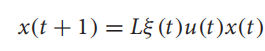 x(t + 1) = Lξ(t)u(t)x(t)